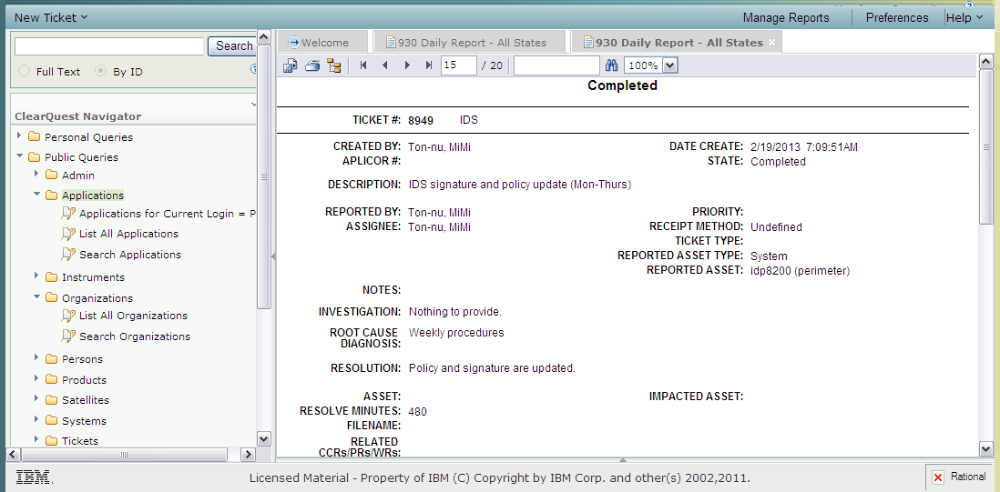 New Ticket
Manage Reports Preferences Help
Search
Full Text By ID
ClearQuest Navigator
Personal Queries
Public Queries
Admin
Applications
Applications for Current Login = P
List All Applications
Search Applications
Instruments
Organizations
List All Organizations
Search Organizations
Persons
Products
Satellites
Systems
Tickets
Welcome 930 Daily Report - All States 930 Daily Report - All States
15 / 20 100%
Completed
TICKET #: 8949 IDS
CREATED BY: Ton-nu, MiMi DATE CREATE: 2/19/2013 7:09:51AM
APLICOR #: STATE: Completed
DESCRIPTION: IDS signature and policy update (Mon-Thurs)
REPORTED BY: Ton-nu, MiMi PRIORITY:
ASSIGNEE: Ton-nu, MiMi RECEIPT METHOD: Undefined
TICKET TYPE:
REPORTED ASSET TYPE: System
REPORTED ASSET: idp8200 (perimeter)
NOTES:
INVESTIGATION: Nothing to provide.
ROOT CAUSE Weekly procedures
DIAGNOSIS:
RESOLUTION: Policy and signature are updated.
ASSET: IMPACTED ASSET:
RESOLVE MINUTES: 480
FILENAME:
RELATED
CCRs/PRs/WRs:
IBM. Licensed Material - Property of IBM (C) Copyright by IBM Corp. and other(s) 2002,2011. Rational